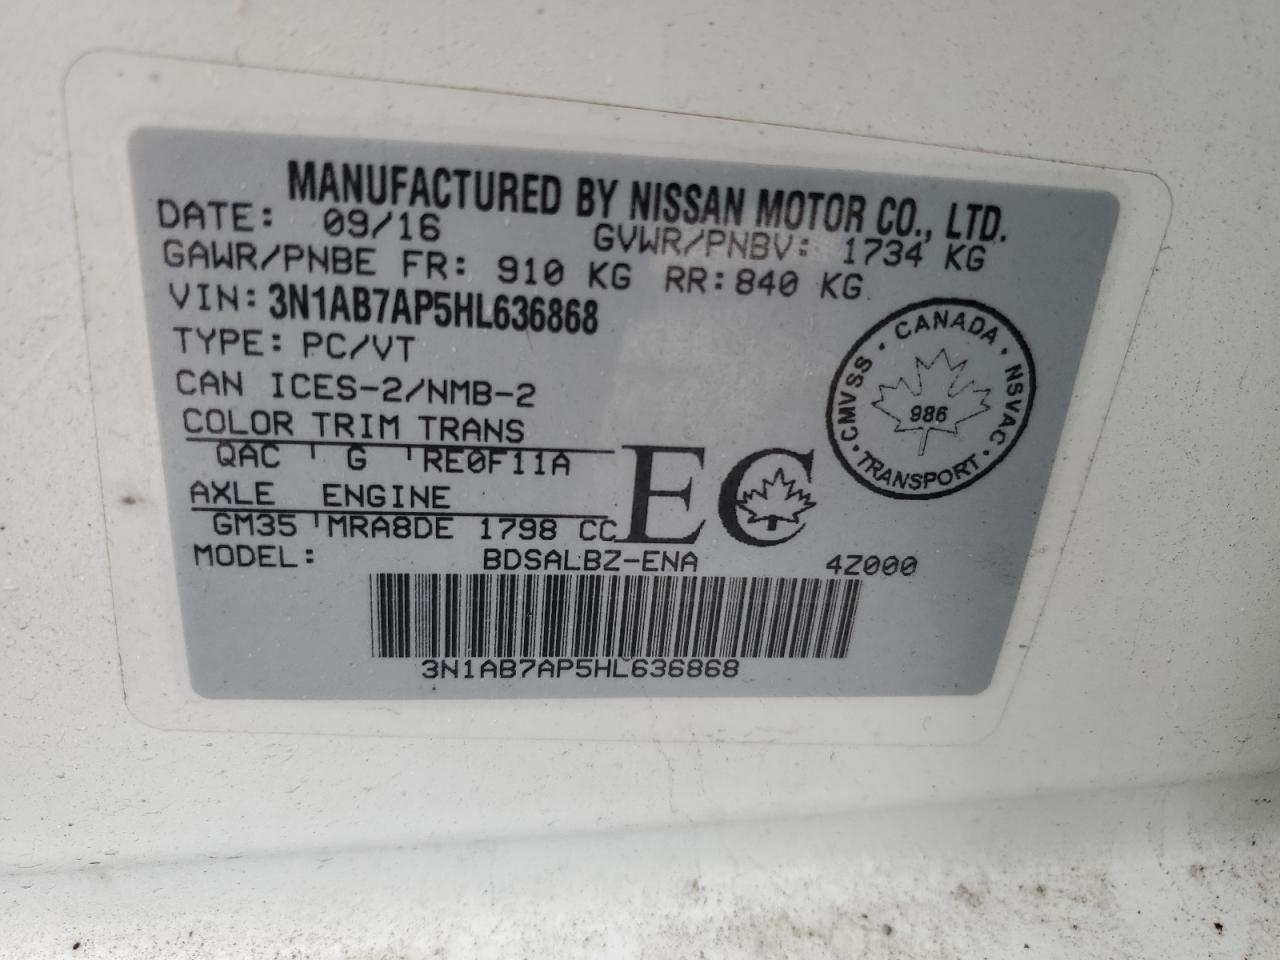 MANUFACTURED BY NISSAN MOTOR CO., LTD.
DATE: 09/16 GVWR/PNBV: 1734 KG
GAWR/PNBE FR: 910 KG RR: 840 KG
VIN: 3N1AB7AP5HL636868
TYPE: PC/VT
CAN ICES-2/NMB-2
COLOR TRIM TRANS
QAC G RE0F11A
AXLE ENGINE
GM35 MRA8DE 1798 CC
EC
CANADA · NSVAC · TRANSPORT · CMVSS ·
986
MODEL: BDSALBZ-ENA 4Z000
3N1AB7AP5HL636868